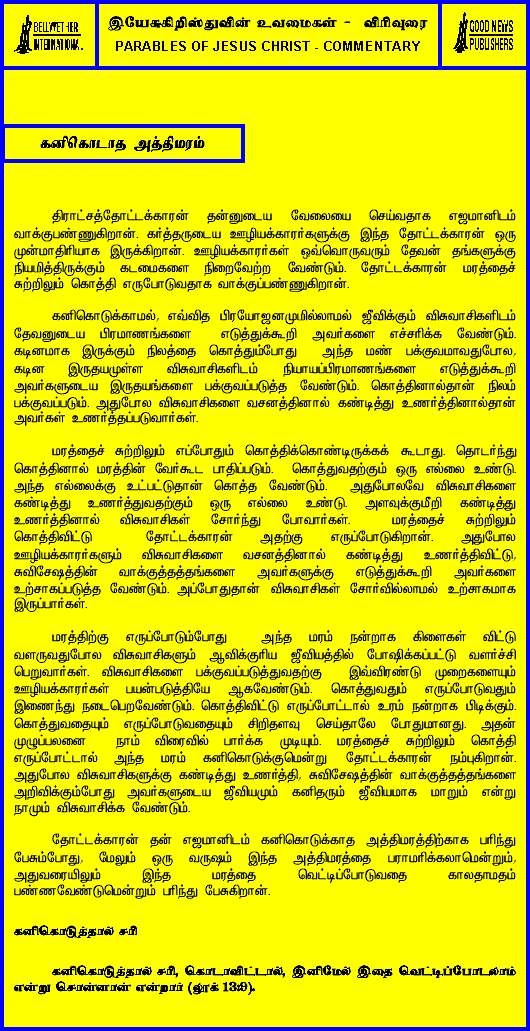 BELLWETHER
INTERNATIONAL
இயேசுகிறிஸ்துவின் உவமைகள் - விரிவுரை
PARABLES OF JESUS CHRIST - COMMENTARY
GOOD NEWS
PUBLISHERS
கனிகொடாத அத்திமரம்
திராட்சத்தோட்டக்காரன் தன்னுடைய வேலையை செய்வதாக எஜமானிடம்
வாக்குபண்ணுகிறான். கர்த்தருடைய ஊழியக்காரர்களுக்கு இந்த தோட்டக்காரன் ஒரு
முன்மாதிரியாக இருக்கிறான். ஊழியக்காரர்கள் ஒவ்வொருவரும் தேவன் தங்களுக்கு
நியமித்திருக்கும் கடமைகளை நிறைவேற்ற வேண்டும். தோட்டக்காரன் மரத்தைச்
சுற்றிலும் கொத்தி எருபோடுவதாக வாக்குப்பண்ணுகிறான்.
கனிகொடுக்காமல், எவ்வித பிரயோஜனமுமில்லாமல் ஜீவிக்கும் விசுவாசிகளிடம்
தேவனுடைய பிரமாணங்களை எடுத்துக்கூறி அவர்களை எச்சரிக்க வேண்டும்.
கடினமாக இருக்கும் நிலத்தை கொத்தும்போது அந்த மண் பக்குவமாவதுபோல,
கடின இருதயமுள்ள விசுவாசிகளிடம் நியாயப்பிரமாணங்களை எடுத்துக்கூறி
அவர்களுடைய இருதயங்களை பக்குவப்படுத்த வேண்டும். கொத்தினால்தான் நிலம்
பக்குவப்படும். அதுபோல விசுவாசிகளை வசனத்தினால் கண்டித்து உணர்த்தினால்தான்
அவர்கள் உணர்த்தப்படுவார்கள்.
மரத்தைச் சுற்றிலும் எப்போதும் கொத்திக்கொண்டிருக்கக் கூடாது. தொடர்ந்து
கொத்தினால் மரத்தின் வேர்கூட பாதிப்படும். கொத்துவதற்கும் ஒரு எல்லை உண்டு.
அந்த எல்லைக்கு உட்பட்டுதான் கொத்த வேண்டும். அதுபோலவே விசுவாசிகளை
கண்டித்து உணர்த்துவதற்கும் ஒரு எல்லை உண்டு. அளவுக்குமீறி கண்டித்து
உணர்த்தினால் விசுவாசிகள் சோர்ந்து போவார்கள். மரத்தைச் சுற்றிலும்
கொத்திவிட்டு தோட்டக்காரன் அதற்கு எருப்போடுகிறான். அதுபோல
ஊழியக்காரர்களும் விசுவாசிகளை வசனத்தினால் கண்டித்து உணர்த்திவிட்டு,
சுவிசேஷத்தின் வாக்குத்தத்தங்களை அவர்களுக்கு எடுத்துக்கூறி அவர்களை
உற்சாகப்படுத்த வேண்டும். அப்போதுதான் விசுவாசிகள் சோர்வில்லாமல் உற்சாகமாக
இருப்பார்கள்.
மரத்திற்கு எருப்போடும்போது அந்த மரம் நன்றாக கிளைகள் விட்டு
வளருவதுபோல விசுவாசிகளும் ஆவிக்குரிய ஜீவியத்தில் போஷிக்கப்பட்டு வளர்ச்சி
பெறுவார்கள். விசுவாசிகளை பக்குவப்படுத்துவதற்கு இவ்விரண்டு முறைகளையும்
ஊழியக்காரர்கள் பயன்படுத்தியே ஆகவேண்டும். கொத்துவதும் எருப்போடுவதும்
இணைந்து நடைபெறவேண்டும். கொத்திவிட்டு எருப்போட்டால் உரம் நன்றாக பிடிக்கும்.
கொத்துவதையும் எருப்போடுவதையும் சிறிதளவு செய்தாலே போதுமானது. அதன்
முழுப்பலனை நாம் விரைவில் பார்க்க முடியும். மரத்தைச் சுற்றிலும் கொத்தி
எருப்போட்டால் அந்த மரம் கனிகொடுக்குமென்று தோட்டக்காரன் நம்புகிறான்.
அதுபோல விசுவாசிகளுக்கு கண்டித்து உணர்த்தி, சுவிசேஷத்தின் வாக்குத்தத்தங்களை
அறிவிக்கும்போது அவர்களுடைய ஜீவியமும் கனிதரும் ஜீவியமாக மாறும் என்று
நாமும் விசுவாசிக்க வேண்டும்.
தோட்டக்காரன் தன் எஜமானிடம் கனிகொடுக்காத அத்திமரத்திற்காக பரிந்து
பேசும்போது, மேலும் ஒரு வருஷம் இந்த அத்திமரத்தை பராமரிக்கலாமென்றும்,
அதுவரையிலும் இந்த மரத்தை வெட்டிப்போடுவதை காலதாமதம்
பண்ணவேண்டுமென்றும் பரிந்து பேசுகிறான்.
கனிகொடுத்தால் சரி
கனிகொடுத்தால் சரி, கொடாவிட்டால், இனிமேல் இதை வெட்டிப்போடலாம்
என்று சொன்னான் என்றார் (லூக் 13:9).